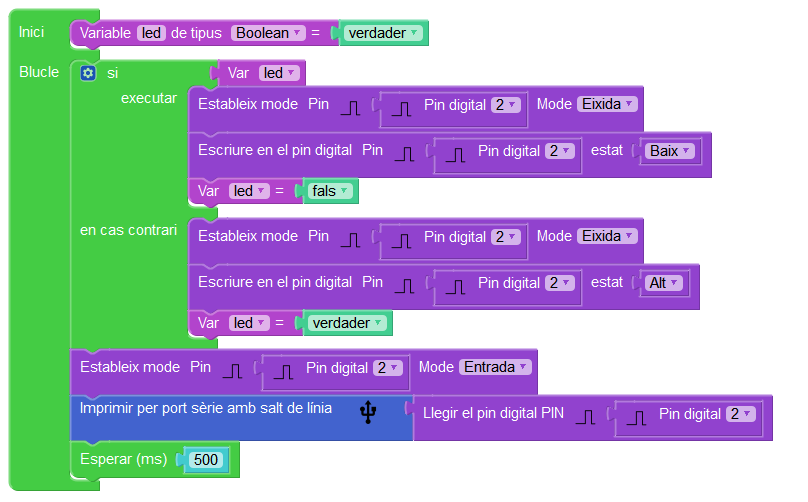 Inici Variable led de tipus Boolean ▾ = verdader ▾
Blucle si Var led ▾
executar Estableix mode Pin Pin digital 2 ▾ Mode Eixida ▾
Escriure en el pin digital Pin Pin digital 2 ▾ estat Baix ▾
Var led ▾ = fals ▾
en cas contrari Estableix mode Pin Pin digital 2 ▾ Mode Eixida ▾
Escriure en el pin digital Pin Pin digital 2 ▾ estat Alt ▾
Var led ▾ = verdader ▾
Estableix mode Pin Pin digital 2 ▾ Mode Entrada ▾
Imprimir per port sèrie amb salt de línia Llegir el pin digital PIN Pin digital 2 ▾
Esperar (ms) 500